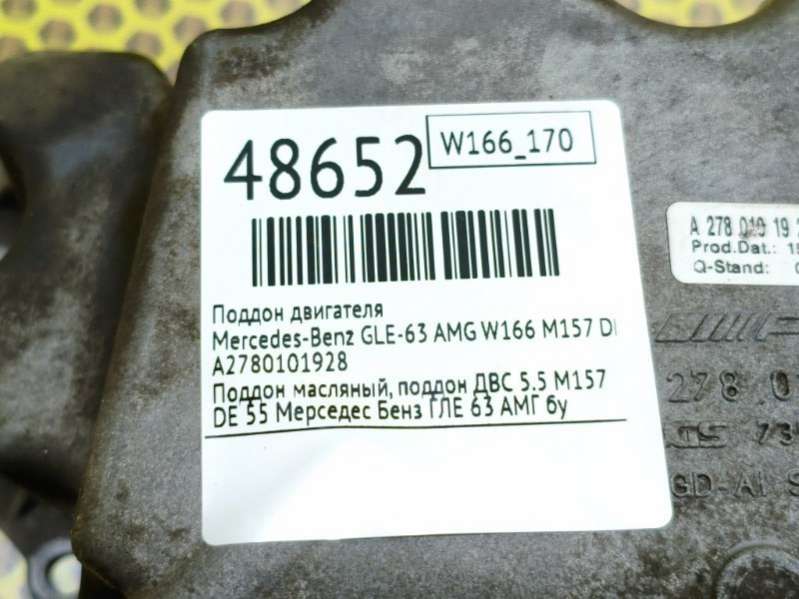 48652
W166_170
Поддон двигателя
Mercedes-Benz GLE-63 AMG W166 M157
A2780101928
Поддон масляный, поддон ДВС 5.5 M157
DE 55 Мерседес Бенз ГЛЕ 63 АМГ бу
A 278 010 19
Prod.Dat.:
Q-Stand:
AMG
278
GD-Al